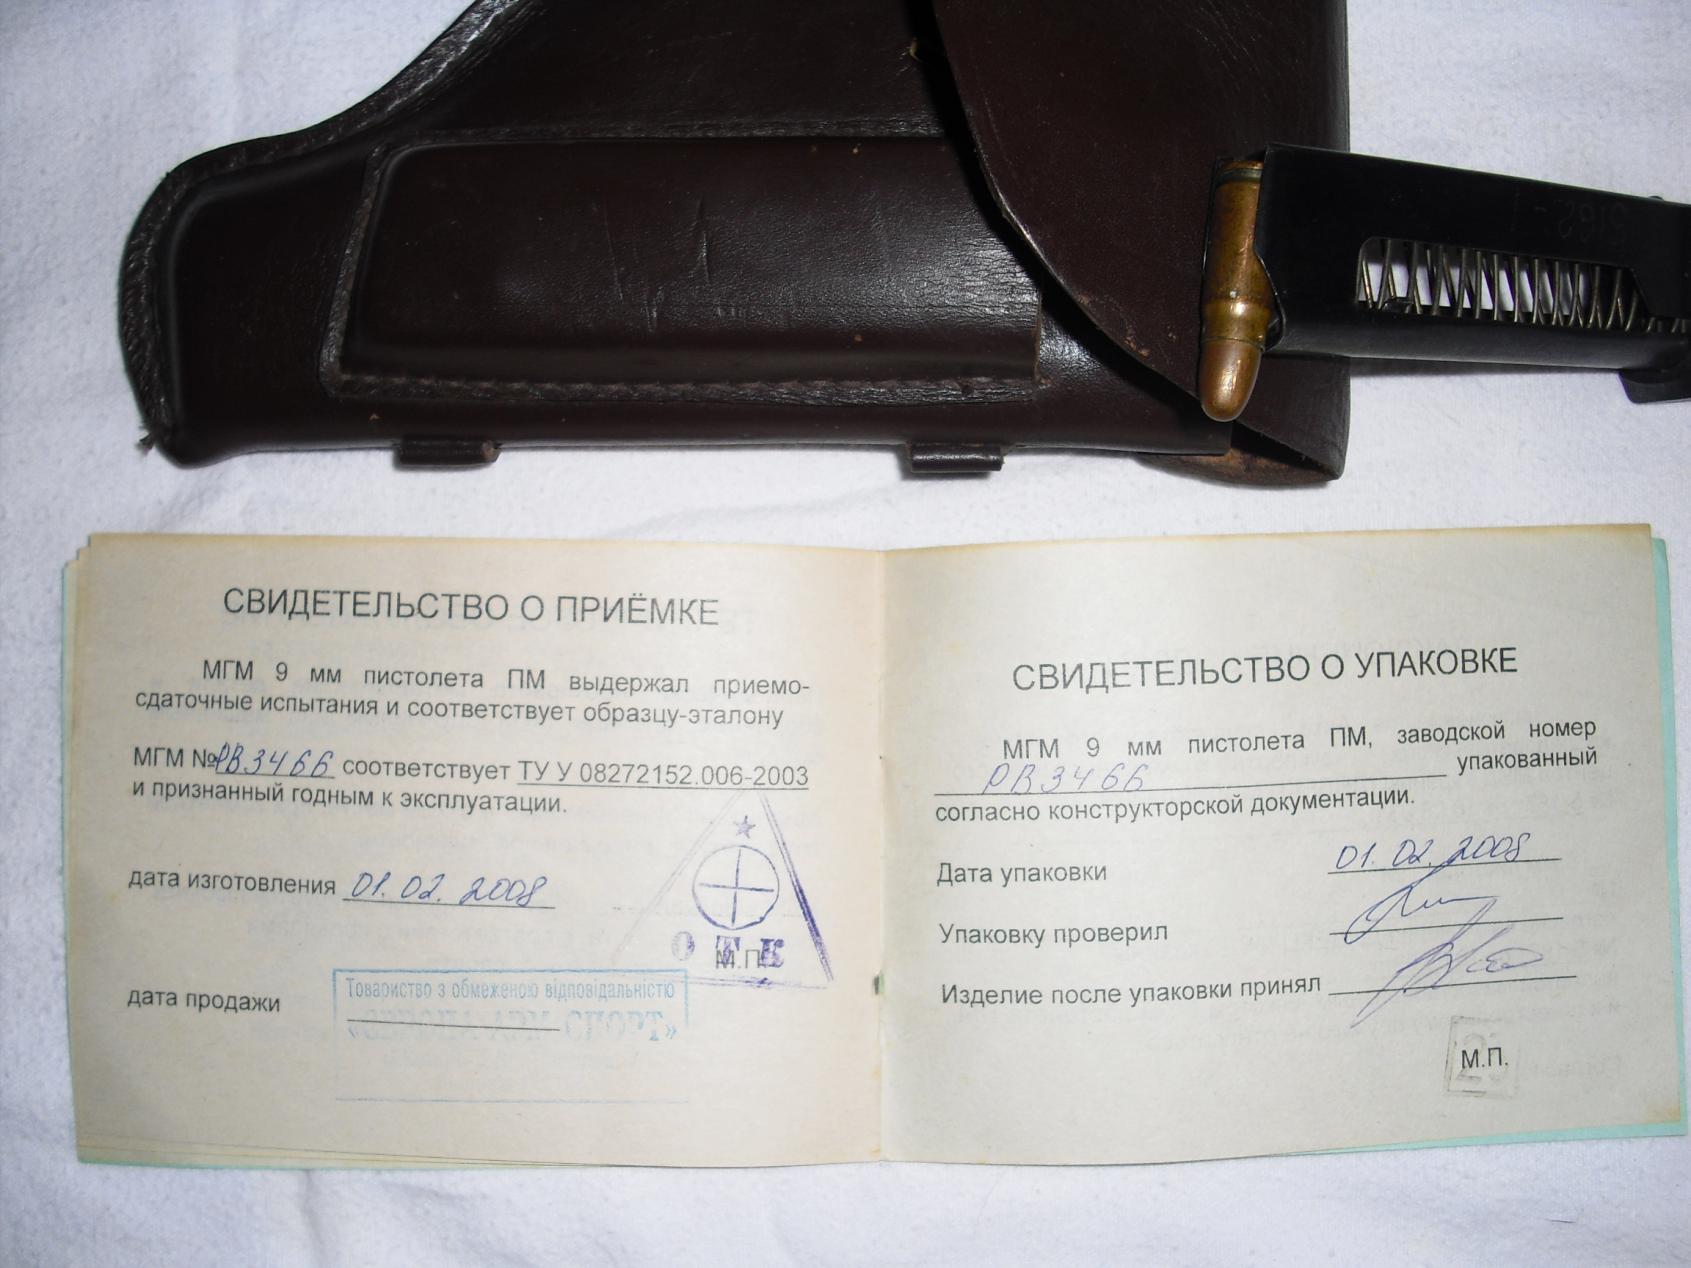 СВИДЕТЕЛЬСТВО О ПРИЁМКЕ
МГМ 9 мм пистолета ПМ выдержал приемо-
сдаточные испытания и соответствует образцу-эталону
МГМ №РВ3466 соответствует ТУ У 08272152.006-2003
и признанный годным к эксплуатации.
дата изготовления 01.02.2008
О Т К
М.П.
дата продажи
Товариство з обмеженою відповідальністю
СПОРТ»
СВИДЕТЕЛЬСТВО О УПАКОВКЕ
МГМ 9 мм пистолета ПМ, заводской номер
РВ3466 упакованный
согласно конструкторской документации.
Дата упаковки 01.02.2008
Упаковку проверил
Изделие после упаковки принял
М.П.